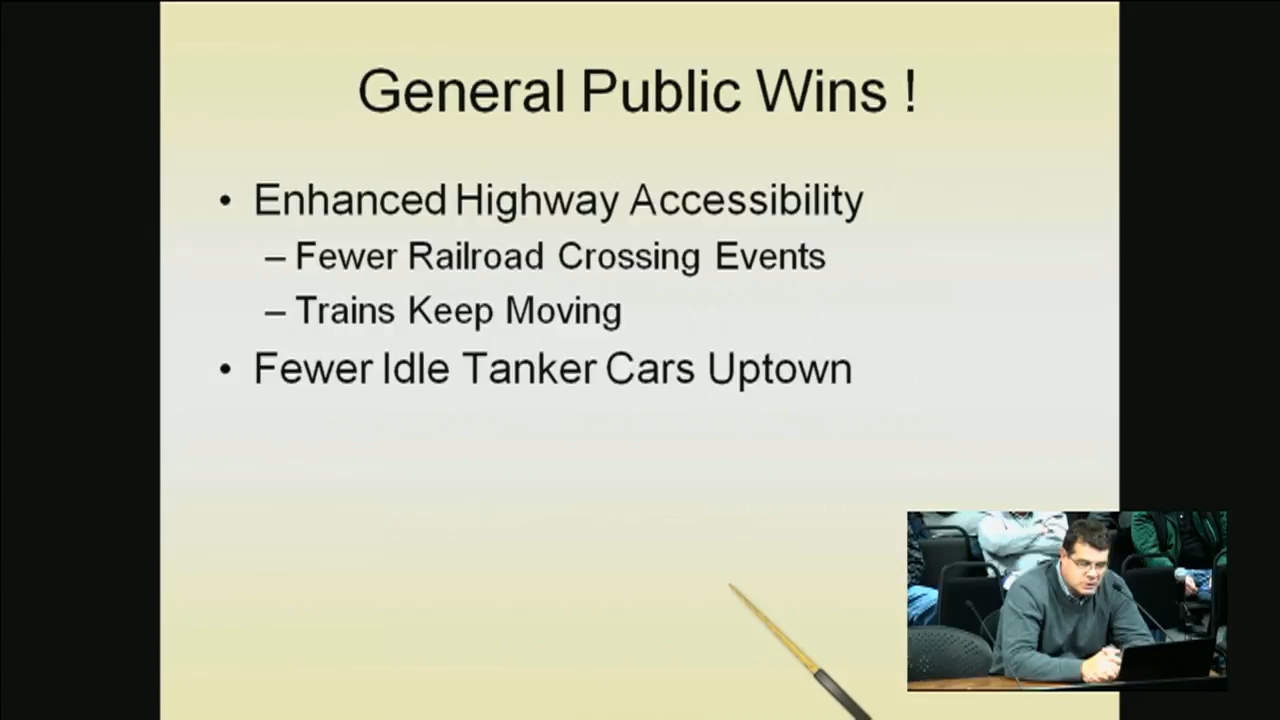 General Public Wins !
• Enhanced Highway Accessibility
– Fewer Railroad Crossing Events
– Trains Keep Moving
• Fewer Idle Tanker Cars Uptown